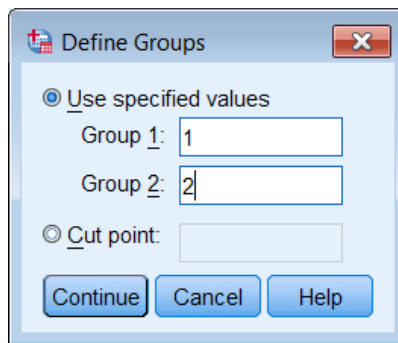 Define Groups
Use specified values
Group 1: 1
Group 2: 2
Cut point:
Continue Cancel Help